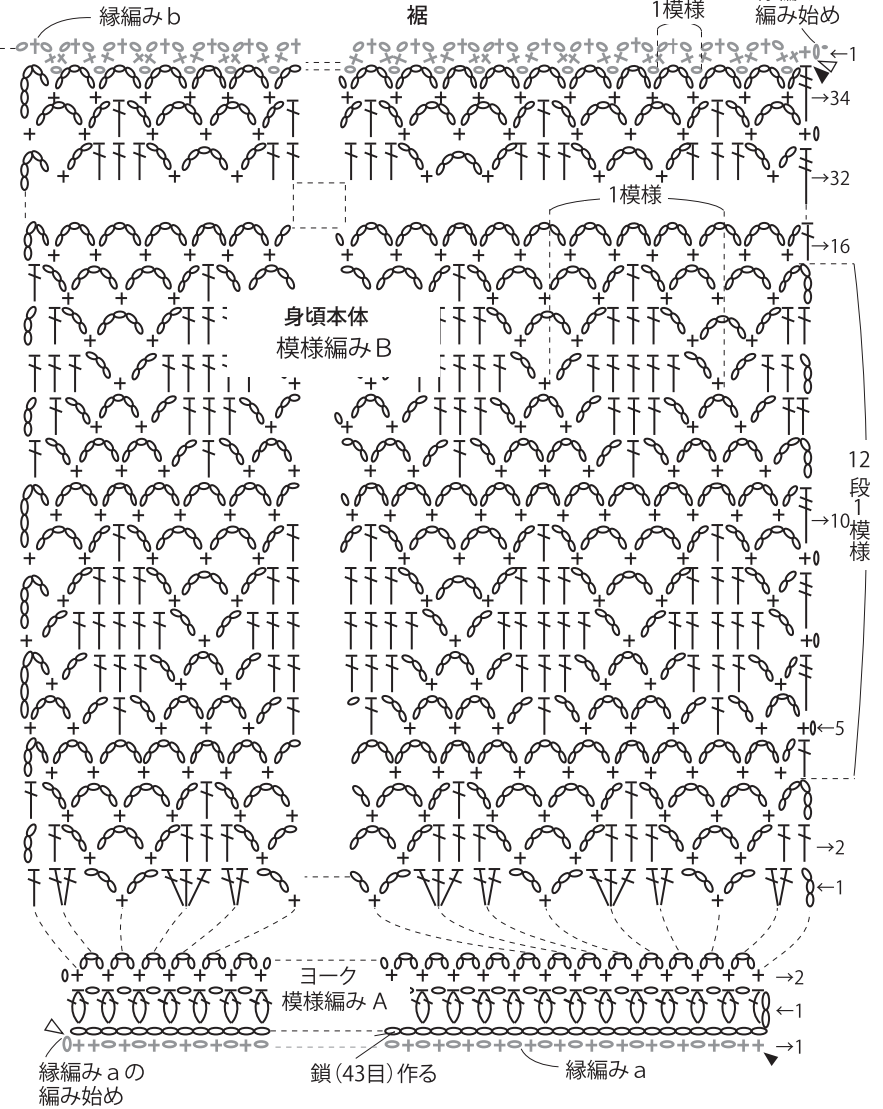 縁編みb
裾
1模様
編み始め
←1
→34
→32
1模様
→16
身頃本体
模様編みB
12段1模様
→10
←5
→2
←1
ヨーク
模様編みA
→2
←1
→1
縁編みaの
編み始め
鎖(43目)作る
縁編みa